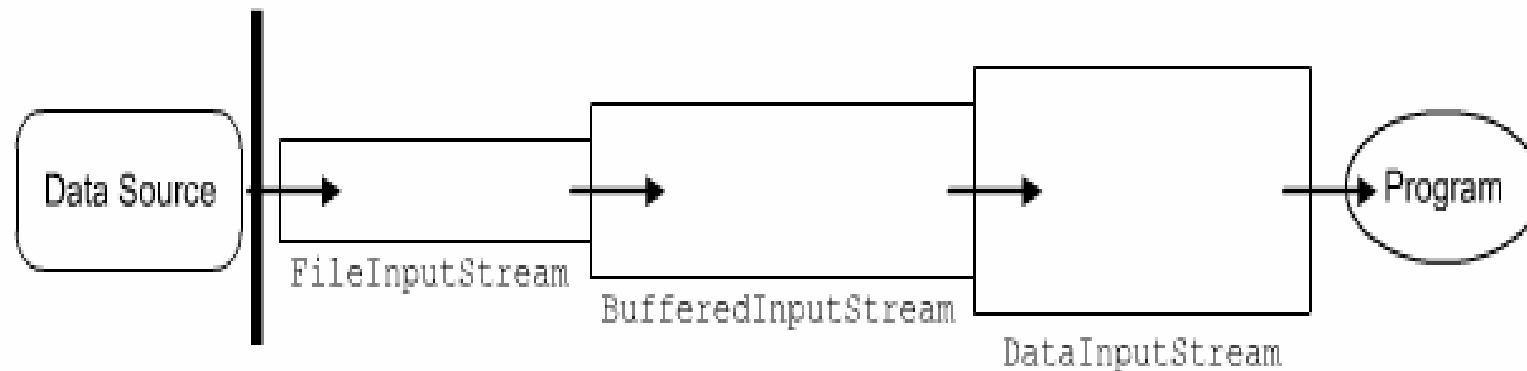 Data Source
FileInputStream
BufferedInputStream
DataInputStream
Program